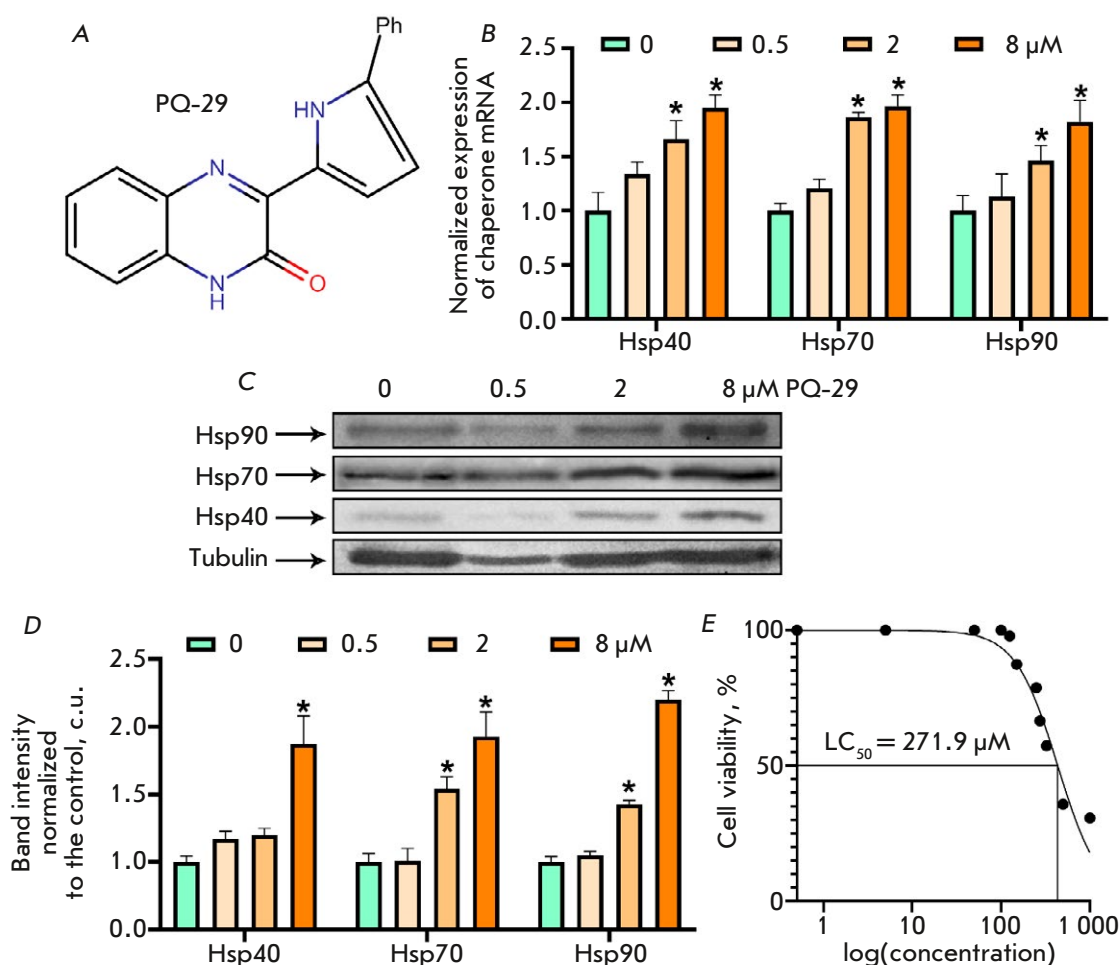 A
Ph
HN
PQ-29
N
N
H
O
B
0 0.5 2 8 µM
Normalized expression
of chaperone mRNA
2.5
2.0
1.5
1.0
0.5
0.0
* * * * * *
Hsp40 Hsp70 Hsp90
C
0 0.5 2 8 µM PQ-29
Hsp90
Hsp70
Hsp40
Tubulin
D
0 0.5 2 8 µM
Band intensity
normalized
to the control, c.u.
2.5
2.0
1.5
1.0
0.0
* * * * *
Hsp40 Hsp70 Hsp90
E
Cell viability, %
100
50
0
LC50 = 271.9 µM
1 10 100 1 000
log(concentration)